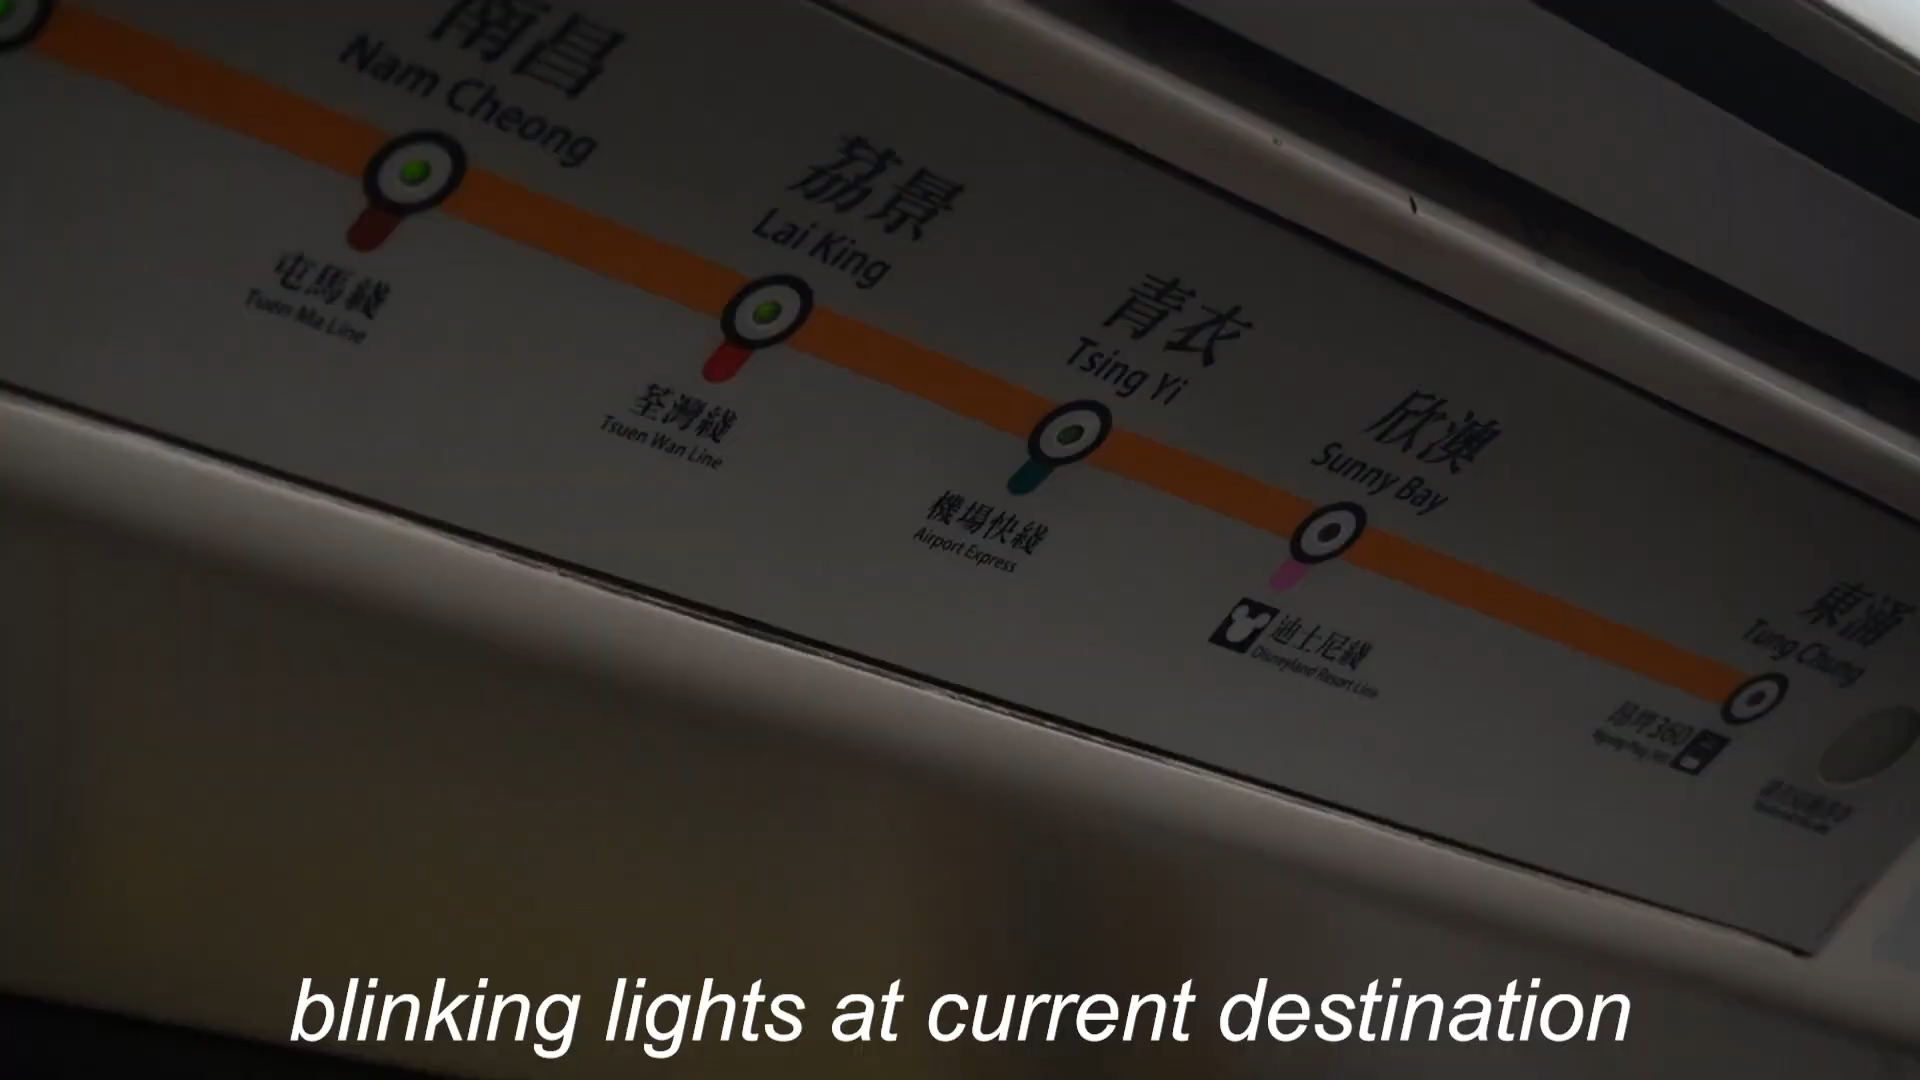 南昌
Nam Cheong
屯馬綫
Tuen Ma Line
荔景
Lai King
荃灣綫
Tsuen Wan Line
青衣
Tsing Yi
機場快綫
Airport Express
欣澳
Sunny Bay
迪士尼綫
Disneyland Resort Line
東涌
Tung Chung
昂坪360
blinking lights at current destination